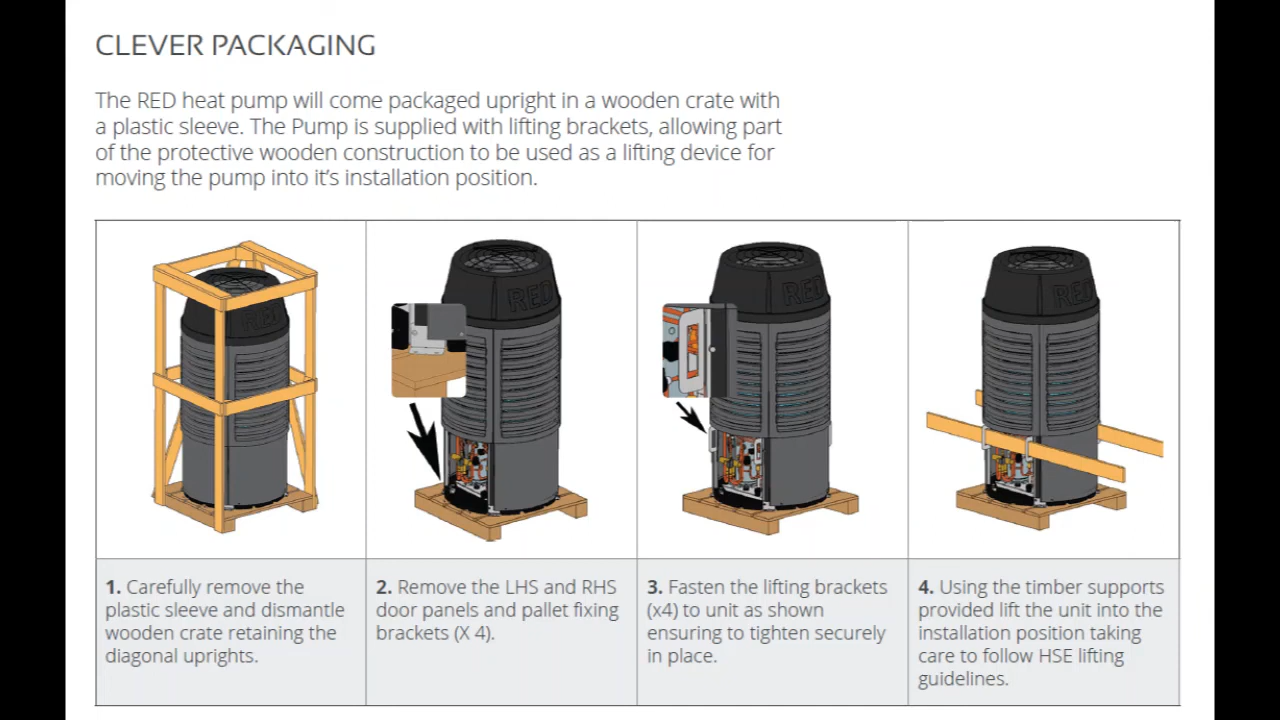 CLEVER PACKAGING
The RED heat pump will come packaged upright in a wooden crate with
a plastic sleeve. The Pump is supplied with lifting brackets, allowing part
of the protective wooden construction to be used as a lifting device for
moving the pump into it’s installation position.
RED
RED
RED
RED
1. Carefully remove the
plastic sleeve and dismantle
wooden crate retaining the
diagonal uprights.
2. Remove the LHS and RHS
door panels and pallet fixing
brackets (X 4).
3. Fasten the lifting brackets
(x4) to unit as shown
ensuring to tighten securely
in place.
4. Using the timber supports
provided lift the unit into the
installation position taking
care to follow HSE lifting
guidelines.